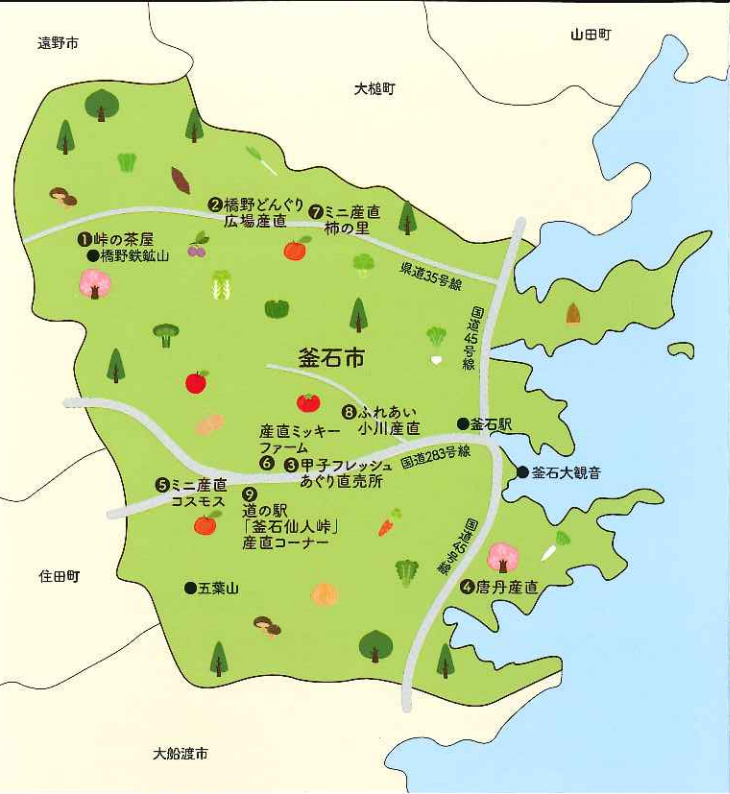 山田町
遠野市
大槌町
❷橋野どんぐり
広場産直
❼ミニ産直
柿の里
❶峠の茶屋
●橋野鉄鉱山
県道35号線
国道45号線
釜石市
❽ふれあい
小川産直
●釜石駅
産直ミッキー
ファーム
❻
❸甲子フレッシュ
あぐり直売所
国道283号線
●釜石大観音
❺ミニ産直
コスモス
❾
道の駅
「釜石仙人峠」
産直コーナー
国道45号線
住田町
●五葉山
❹唐丹産直
大船渡市